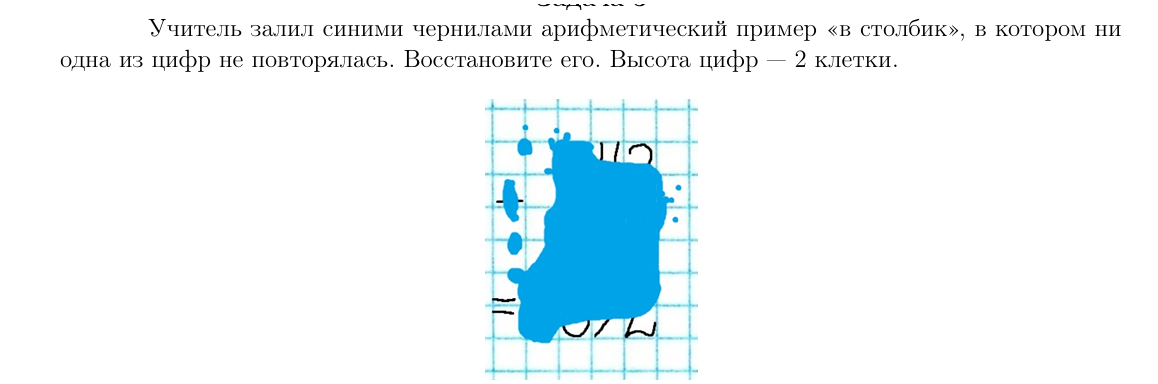 Учитель залил синими чернилами арифметический пример «в столбик», в котором ни
одна из цифр не повторялась. Восстановите его. Высота цифр — 2 клетки.
=